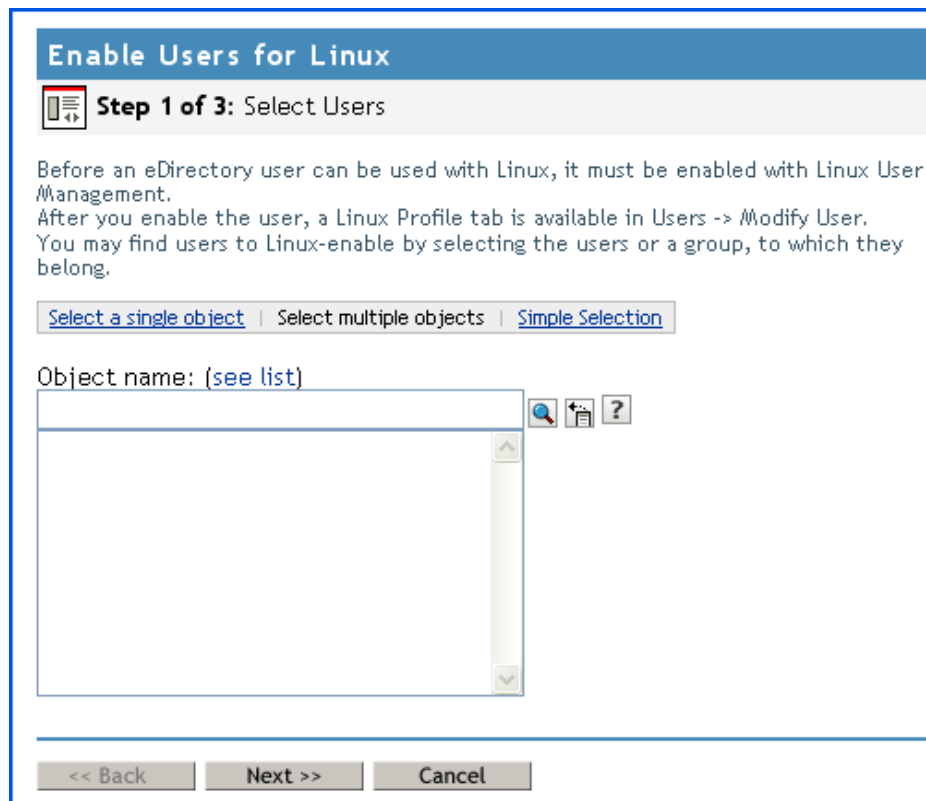 Enable Users for Linux
Step 1 of 3: Select Users
Before an eDirectory user can be used with Linux, it must be enabled with Linux User
Management.
After you enable the user, a Linux Profile tab is available in Users -> Modify User.
You may find users to Linux-enable by selecting the users or a group, to which they
belong.
Select a single object | Select multiple objects | Simple Selection
Object name: (see list)
?
<< Back Next >> Cancel